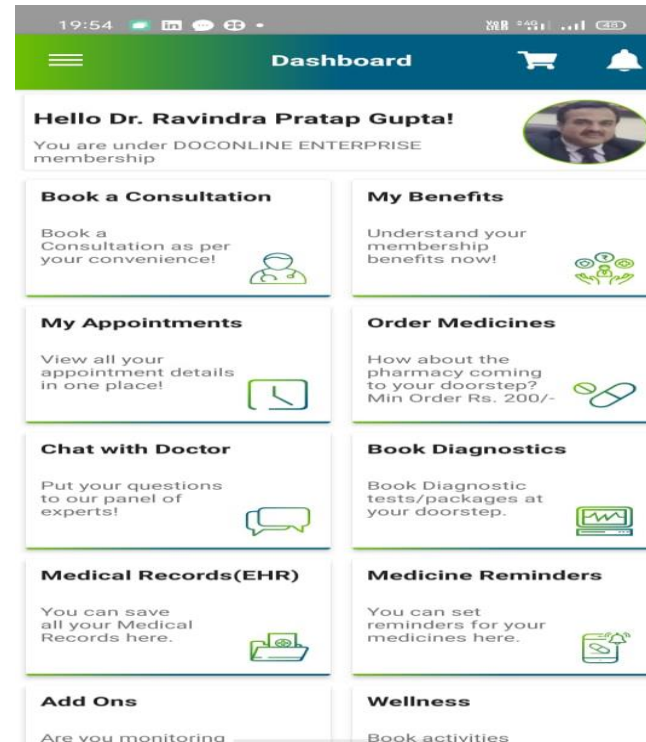 19:54
Dashboard
Hello Dr. Ravindra Pratap Gupta!
You are under DOCONLINE ENTERPRISE
membership
Book a Consultation
Book a
Consultation as per
your convenience!
My Benefits
Understand your
membership
benefits now!
My Appointments
View all your
appointment details
in one place!
Order Medicines
How about the
pharmacy coming
to your doorstep?
Min Order Rs. 200/-
Chat with Doctor
Put your questions
to our panel of
experts!
Book Diagnostics
Book Diagnostic
tests/packages at
your doorstep.
Medical Records(EHR)
You can save
all your Medical
Records here.
Medicine Reminders
You can set
reminders for your
medicines here.
Add Ons
Are you monitoring
Wellness
Book activities